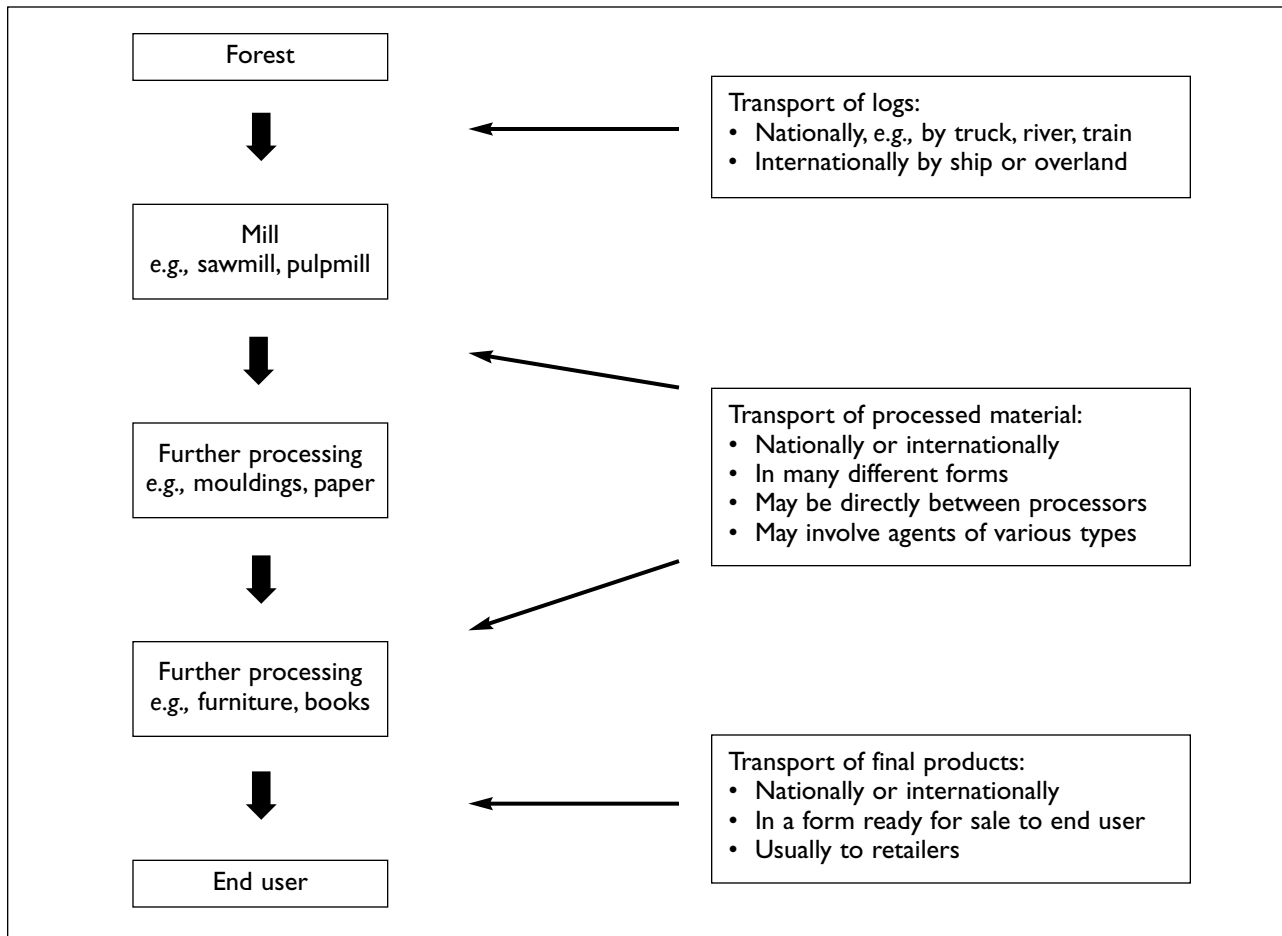 Forest
Transport of logs:
• Nationally, e.g., by truck, river, train
• Internationally by ship or overland
Mill
e.g., sawmill, pulpmill
Transport of processed material:
• Nationally or internationally
• In many different forms
• May be directly between processors
• May involve agents of various types
Further processing
e.g., mouldings, paper
Further processing
e.g., furniture, books
Transport of final products:
• Nationally or internationally
• In a form ready for sale to end user
• Usually to retailers
End user